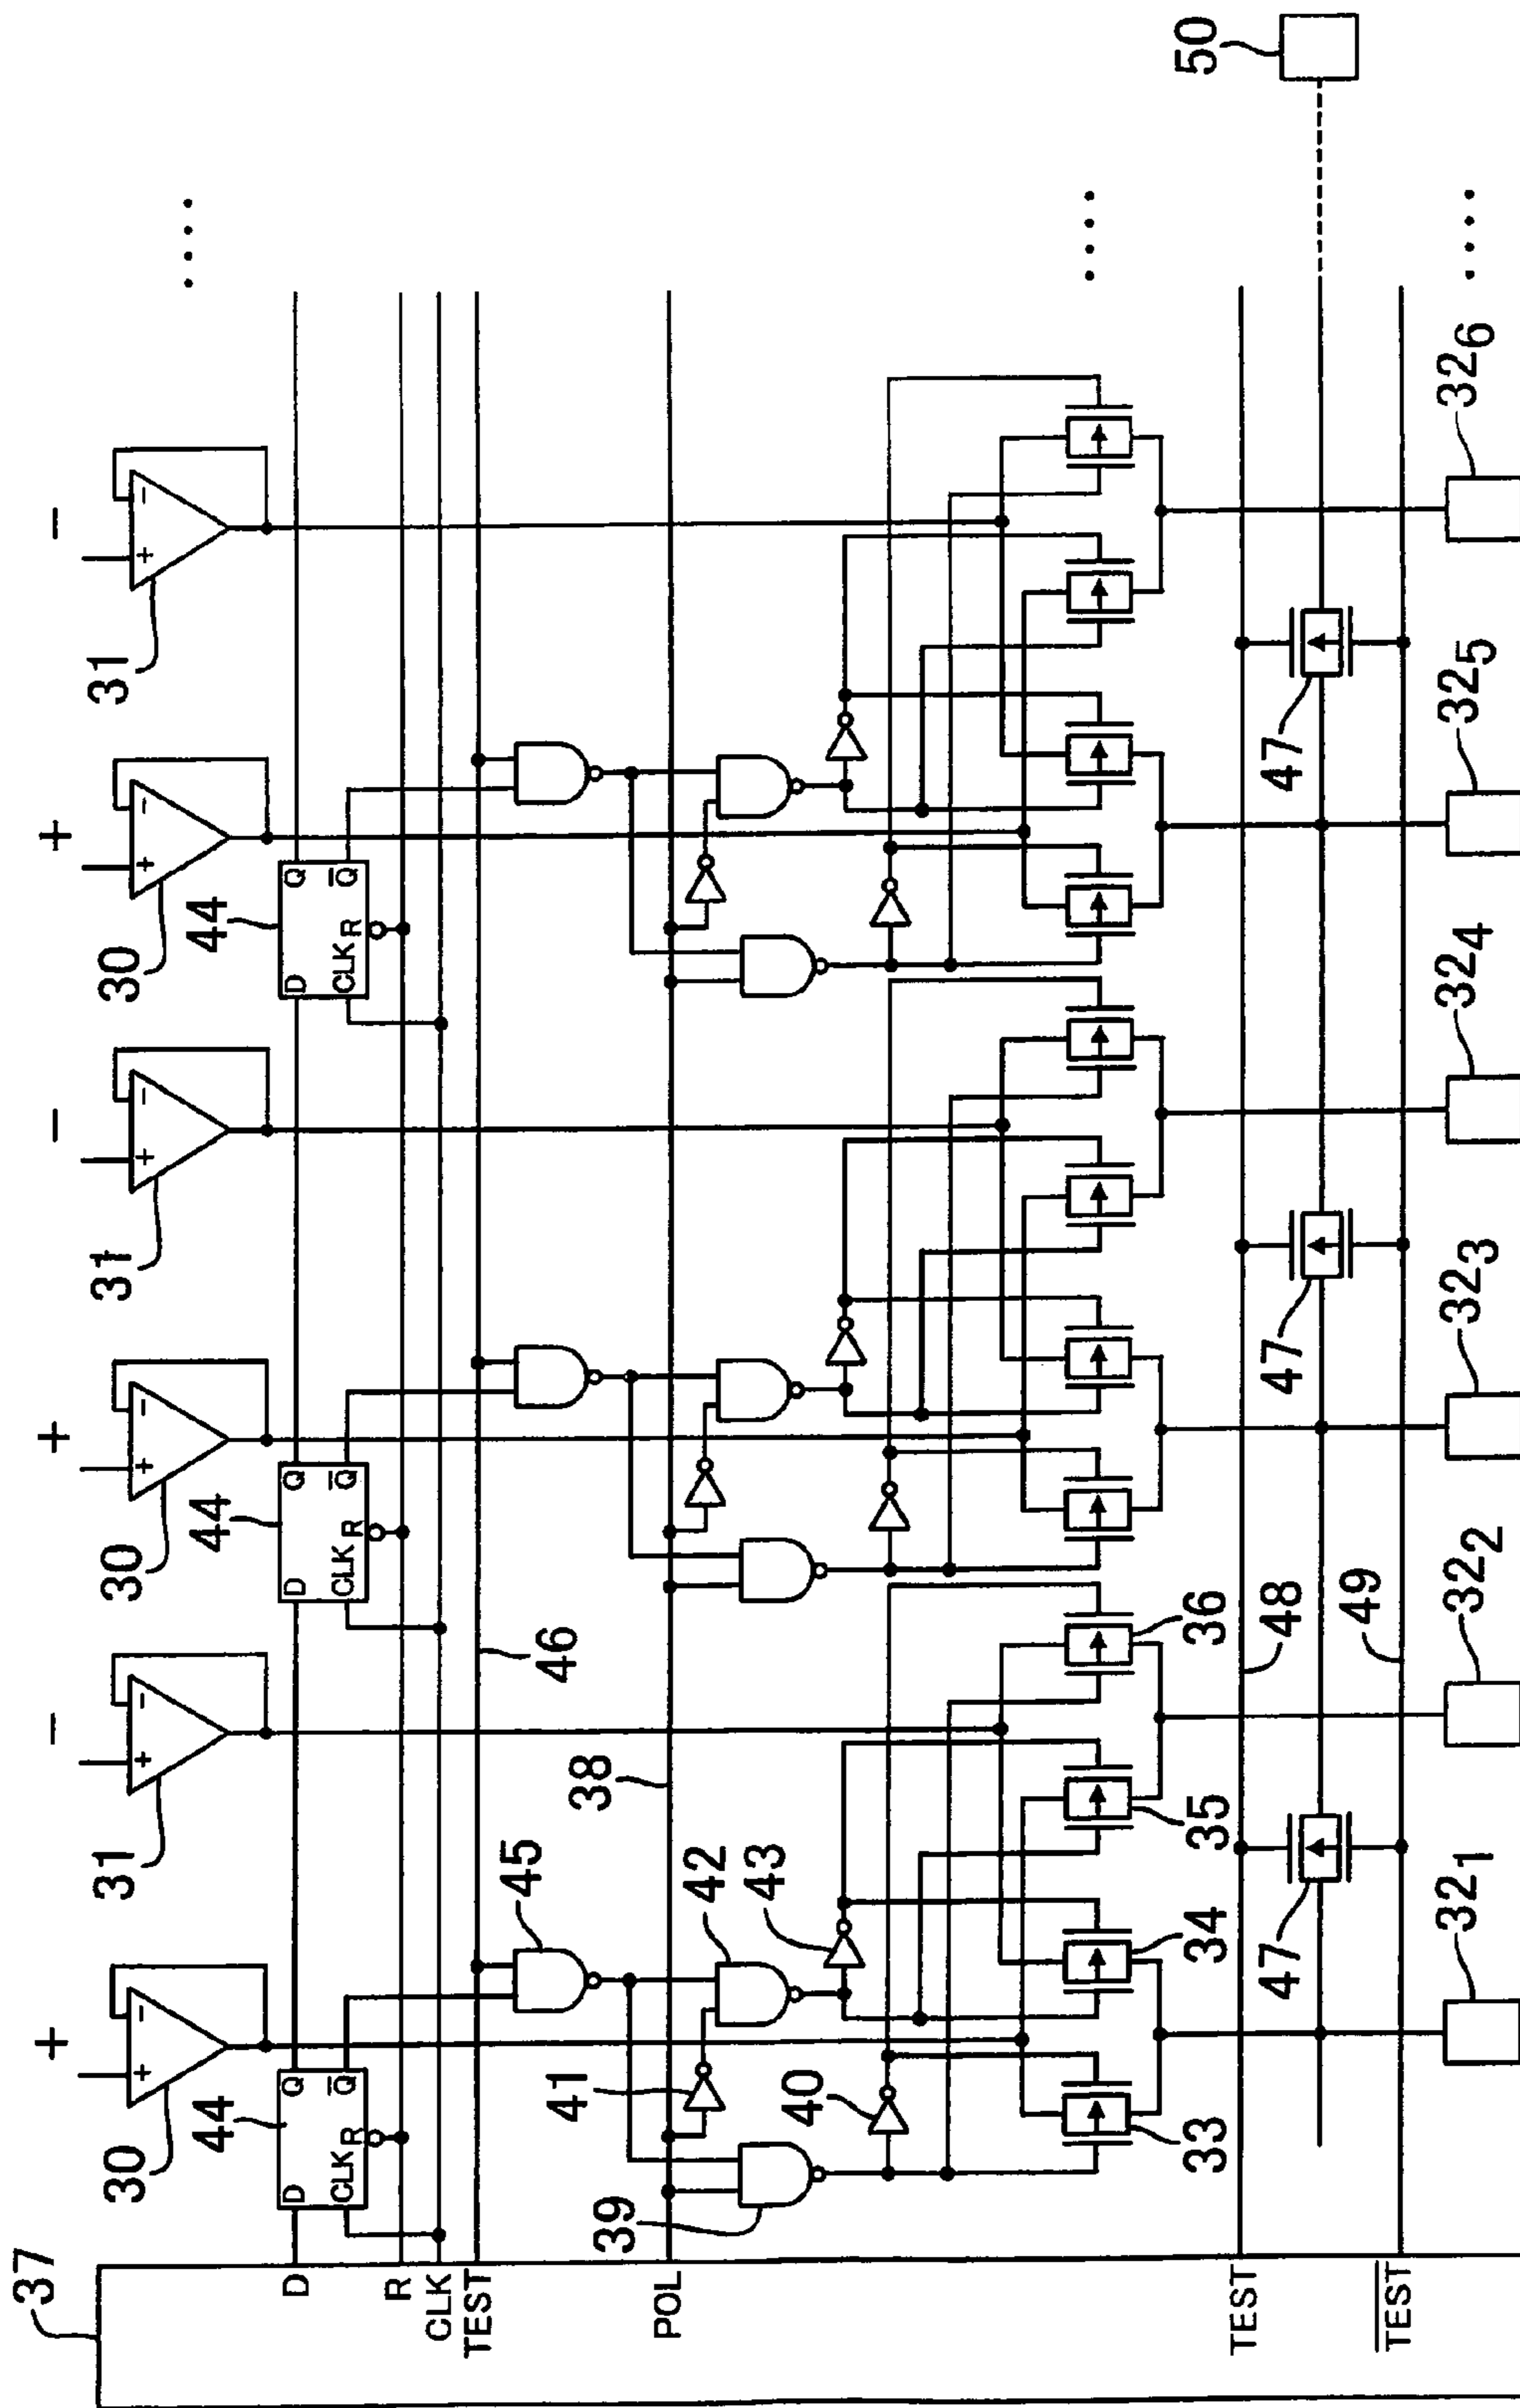 37
D
R
CLK
TEST
POL
TEST
TEST
+ − + − + −
30 31 30 31 30 31
+ − + − + − + − + − + −
44 44 44
D Q CLK R Q
D Q CLK R Q
D Q CLK R Q
46
45
38
41 42
39 43
40
33 34 35 36
48
47 47 47
49
50
32₁ 32₂ 32₃ 32₄ 32₅ 32₆
.... .... ....